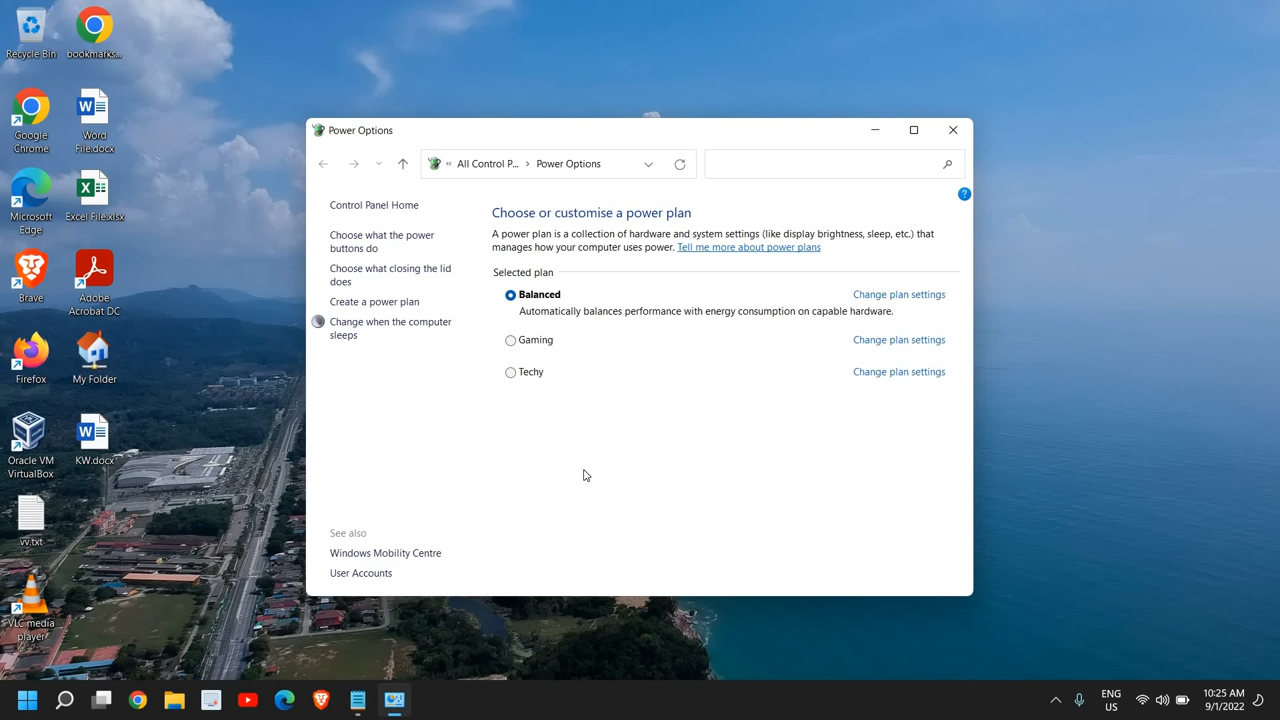 Recycle Bin
bookmarks...
Google
Chrome
Word
File.docx
Microsoft
Edge
Excel File.xlsx
Brave
Adobe
Acrobat DC
Firefox
My Folder
Oracle VM
VirtualBox
KW.docx
vv.txt
VLC media
player
Power Options
« All Control P... › Power Options
Control Panel Home
Choose what the power
buttons do
Choose what closing the lid
does
Create a power plan
Change when the computer
sleeps
See also
Windows Mobility Centre
User Accounts
?
Choose or customise a power plan
A power plan is a collection of hardware and system settings (like display brightness, sleep, etc.) that
manages how your computer uses power. Tell me more about power plans
Selected plan
Balanced Change plan settings
Automatically balances performance with energy consumption on capable hardware.
Gaming Change plan settings
Techy Change plan settings
ENG
US
10:25 AM
9/1/2022